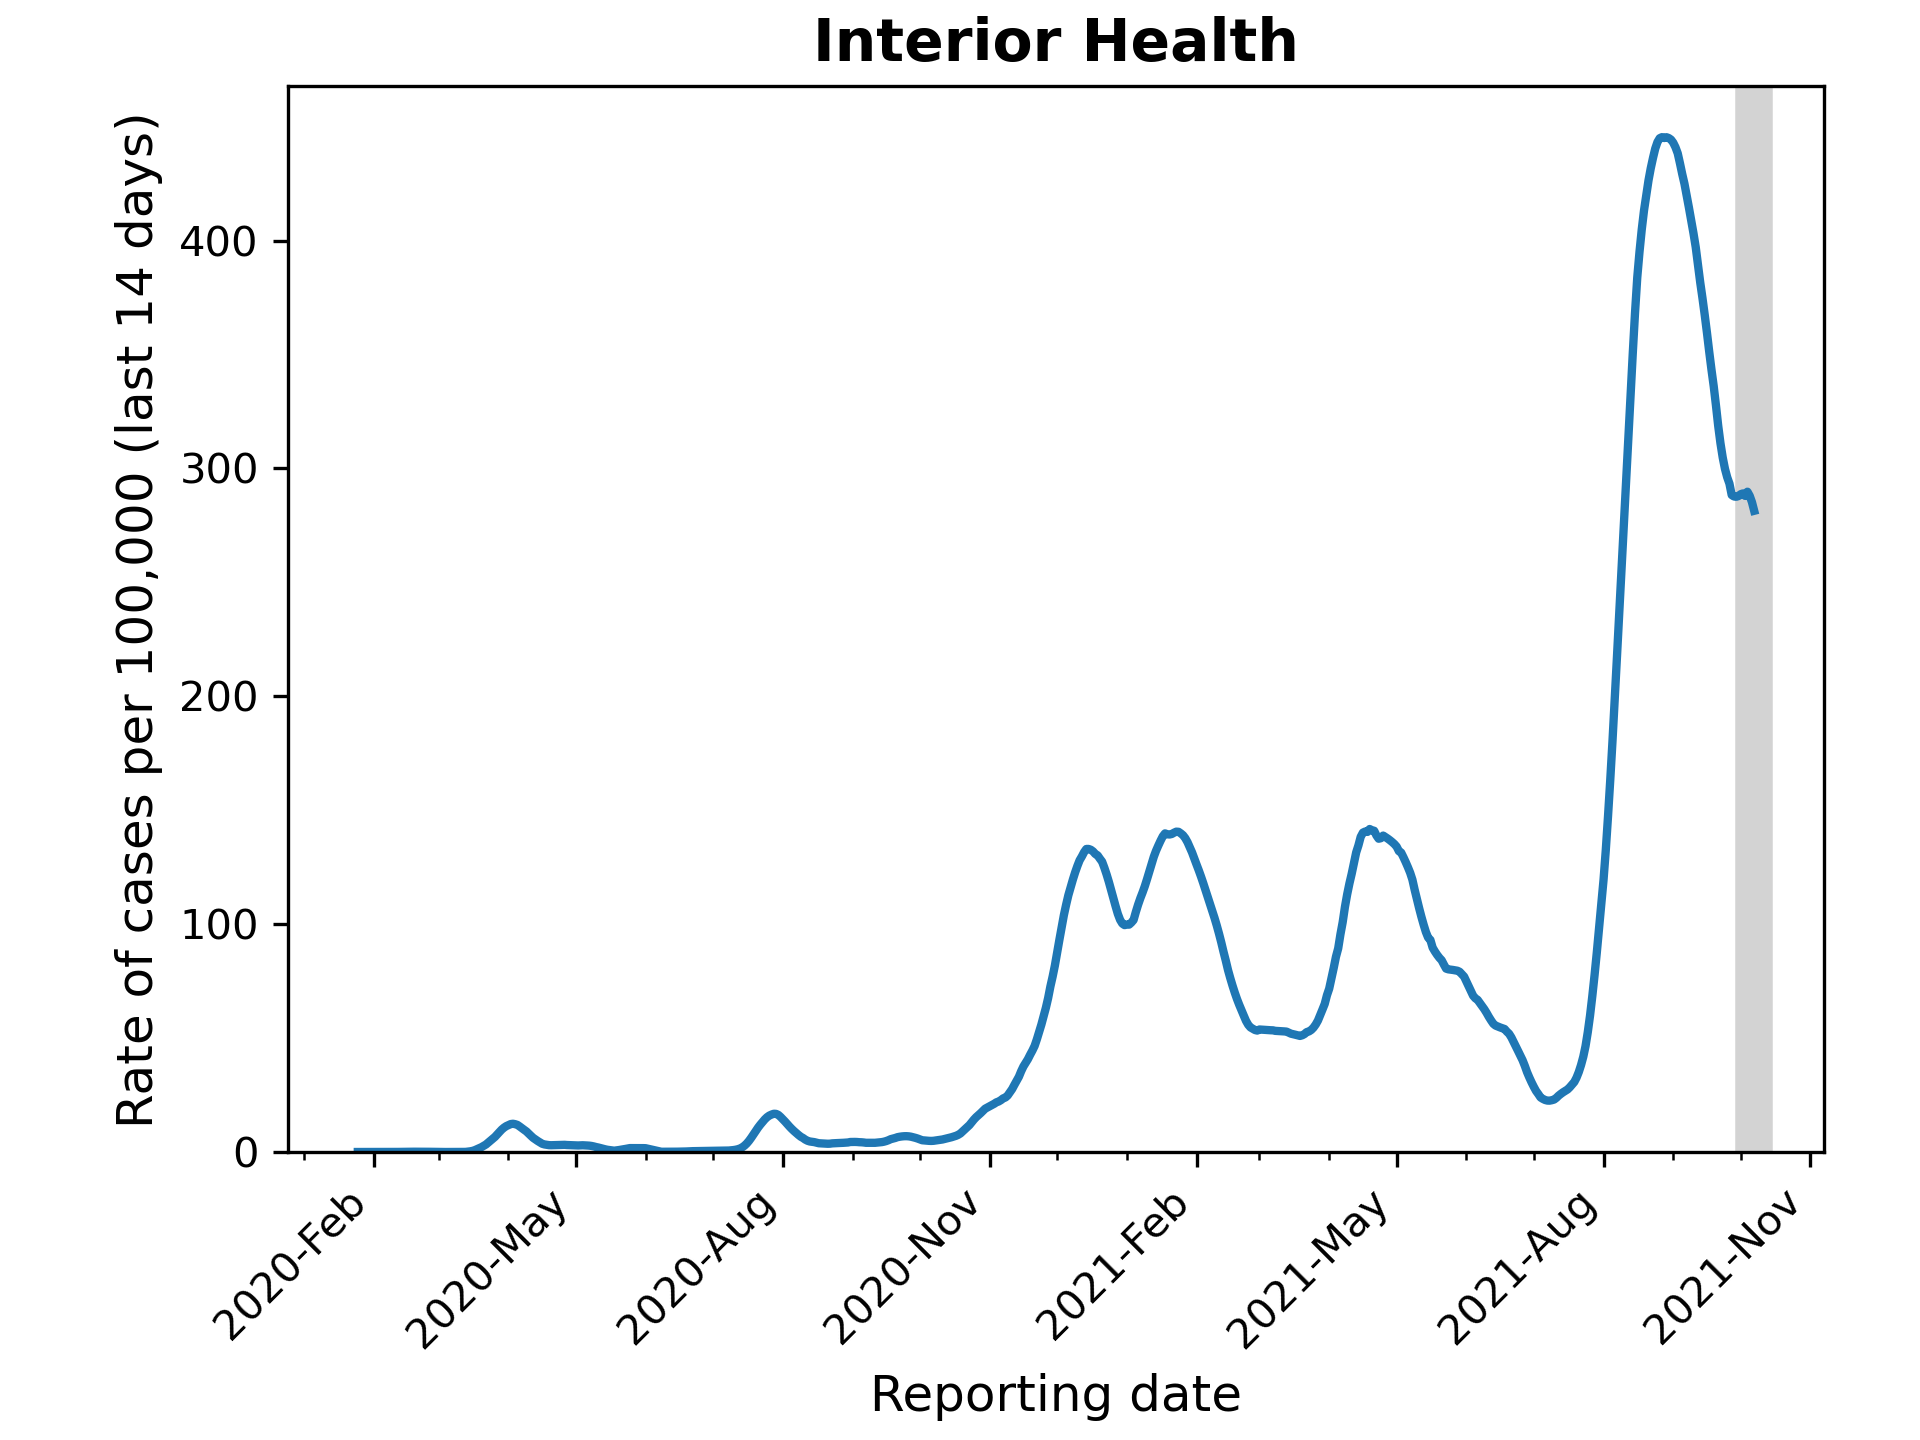 Interior Health
Rate of cases per 100,000 (last 14 days)
400
300
200
100
0
2020-Feb
2020-May
2020-Aug
2020-Nov
2021-Feb
2021-May
2021-Aug
2021-Nov
Reporting date